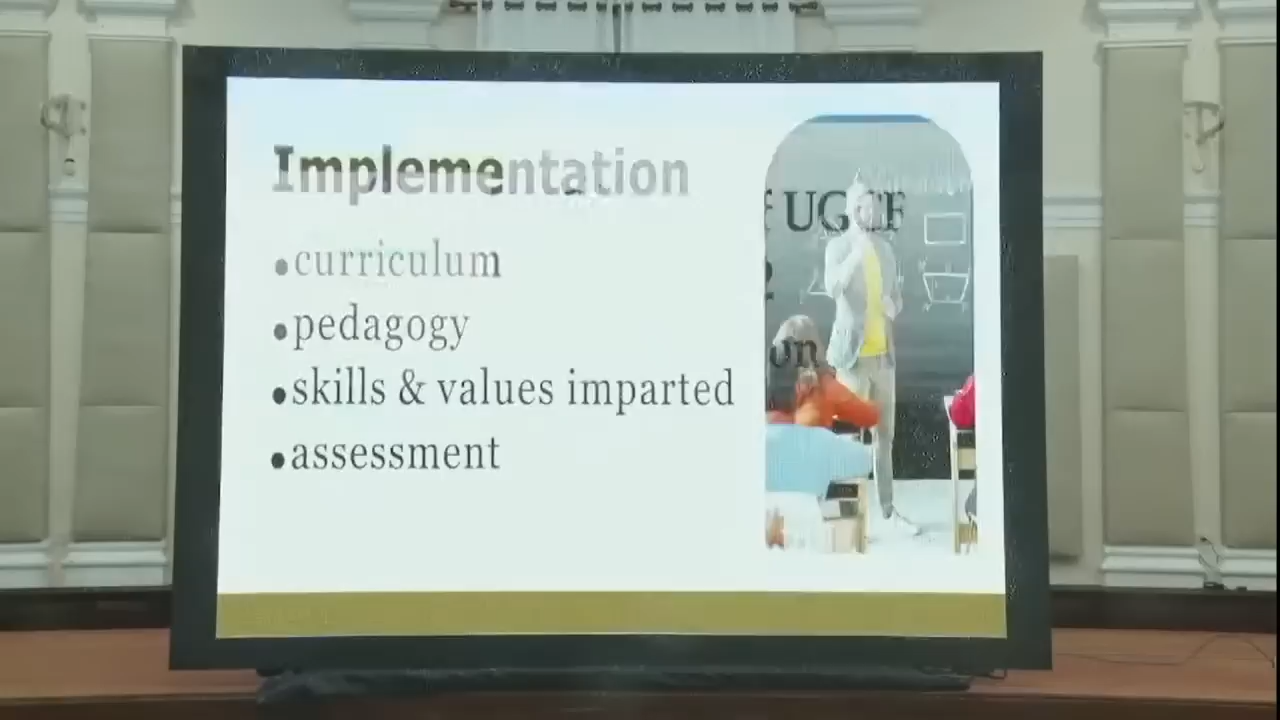 Implementation
•curriculum
•pedagogy
•skills & values imparted
•assessment
UGCF